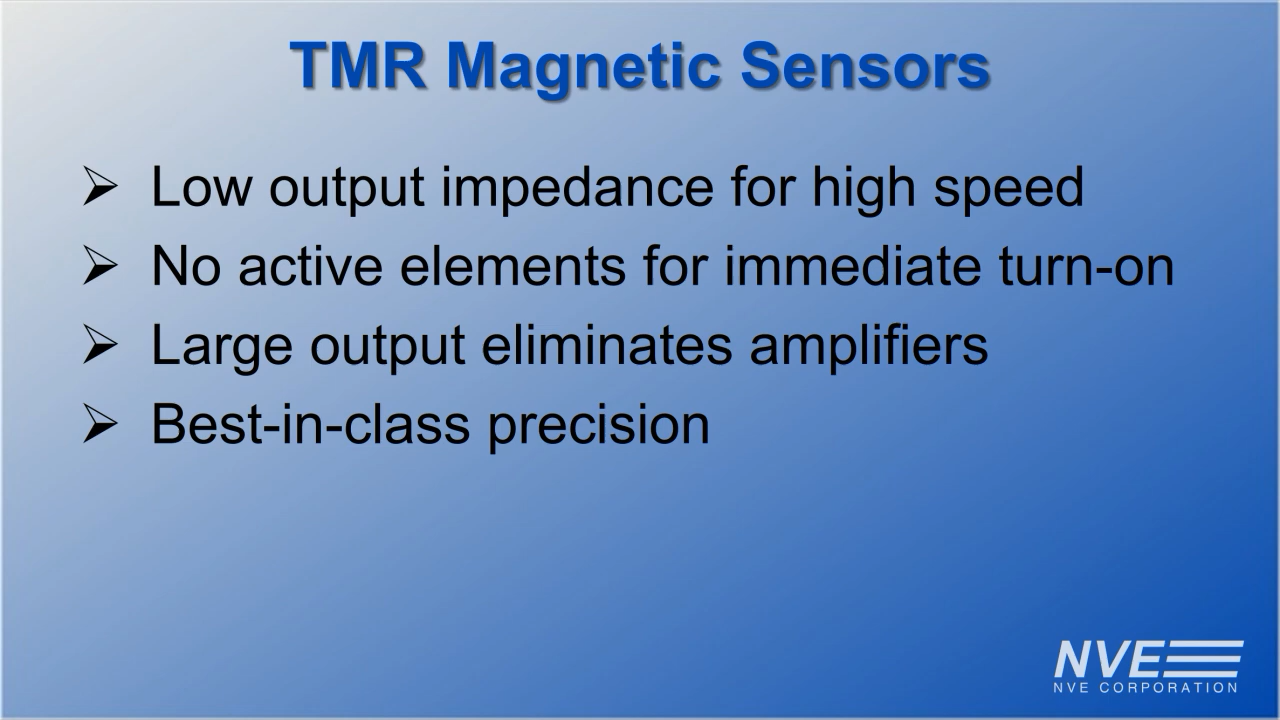 TMR Magnetic Sensors
➢ Low output impedance for high speed
➢ No active elements for immediate turn-on
➢ Large output eliminates amplifiers
➢ Best-in-class precision
NVE
NVE CORPORATION